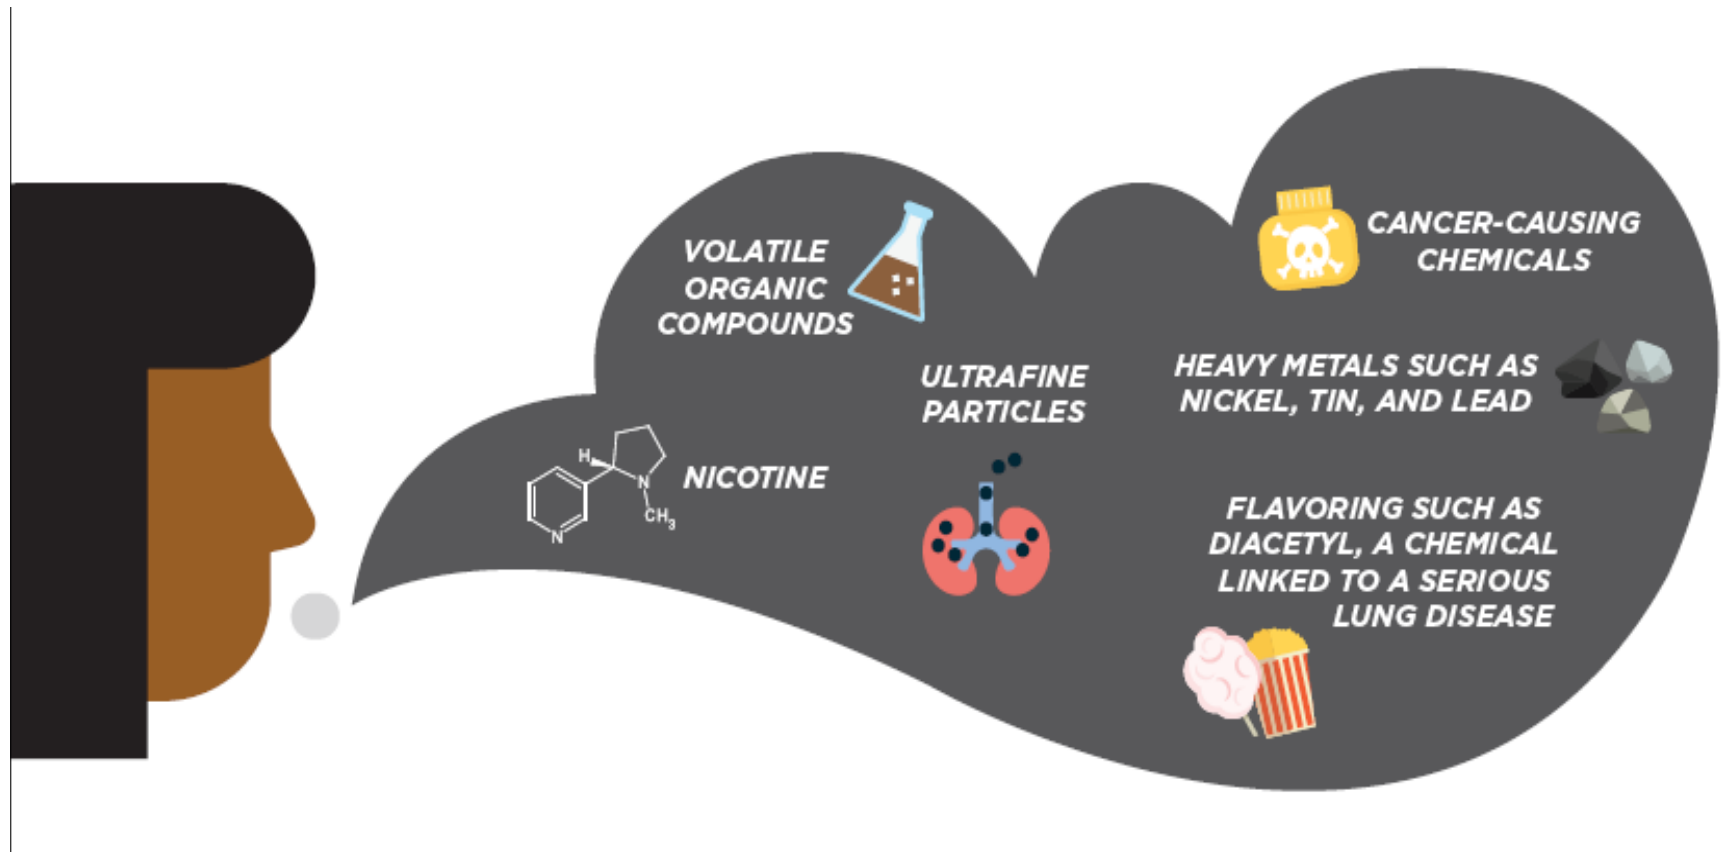 VOLATILE
ORGANIC
COMPOUNDS
ULTRAFINE
PARTICLES
H
N
CH3
N
NICOTINE
CANCER-CAUSING
CHEMICALS
HEAVY METALS SUCH AS
NICKEL, TIN, AND LEAD
FLAVORING SUCH AS
DIACETYL, A CHEMICAL
LINKED TO A SERIOUS
LUNG DISEASE